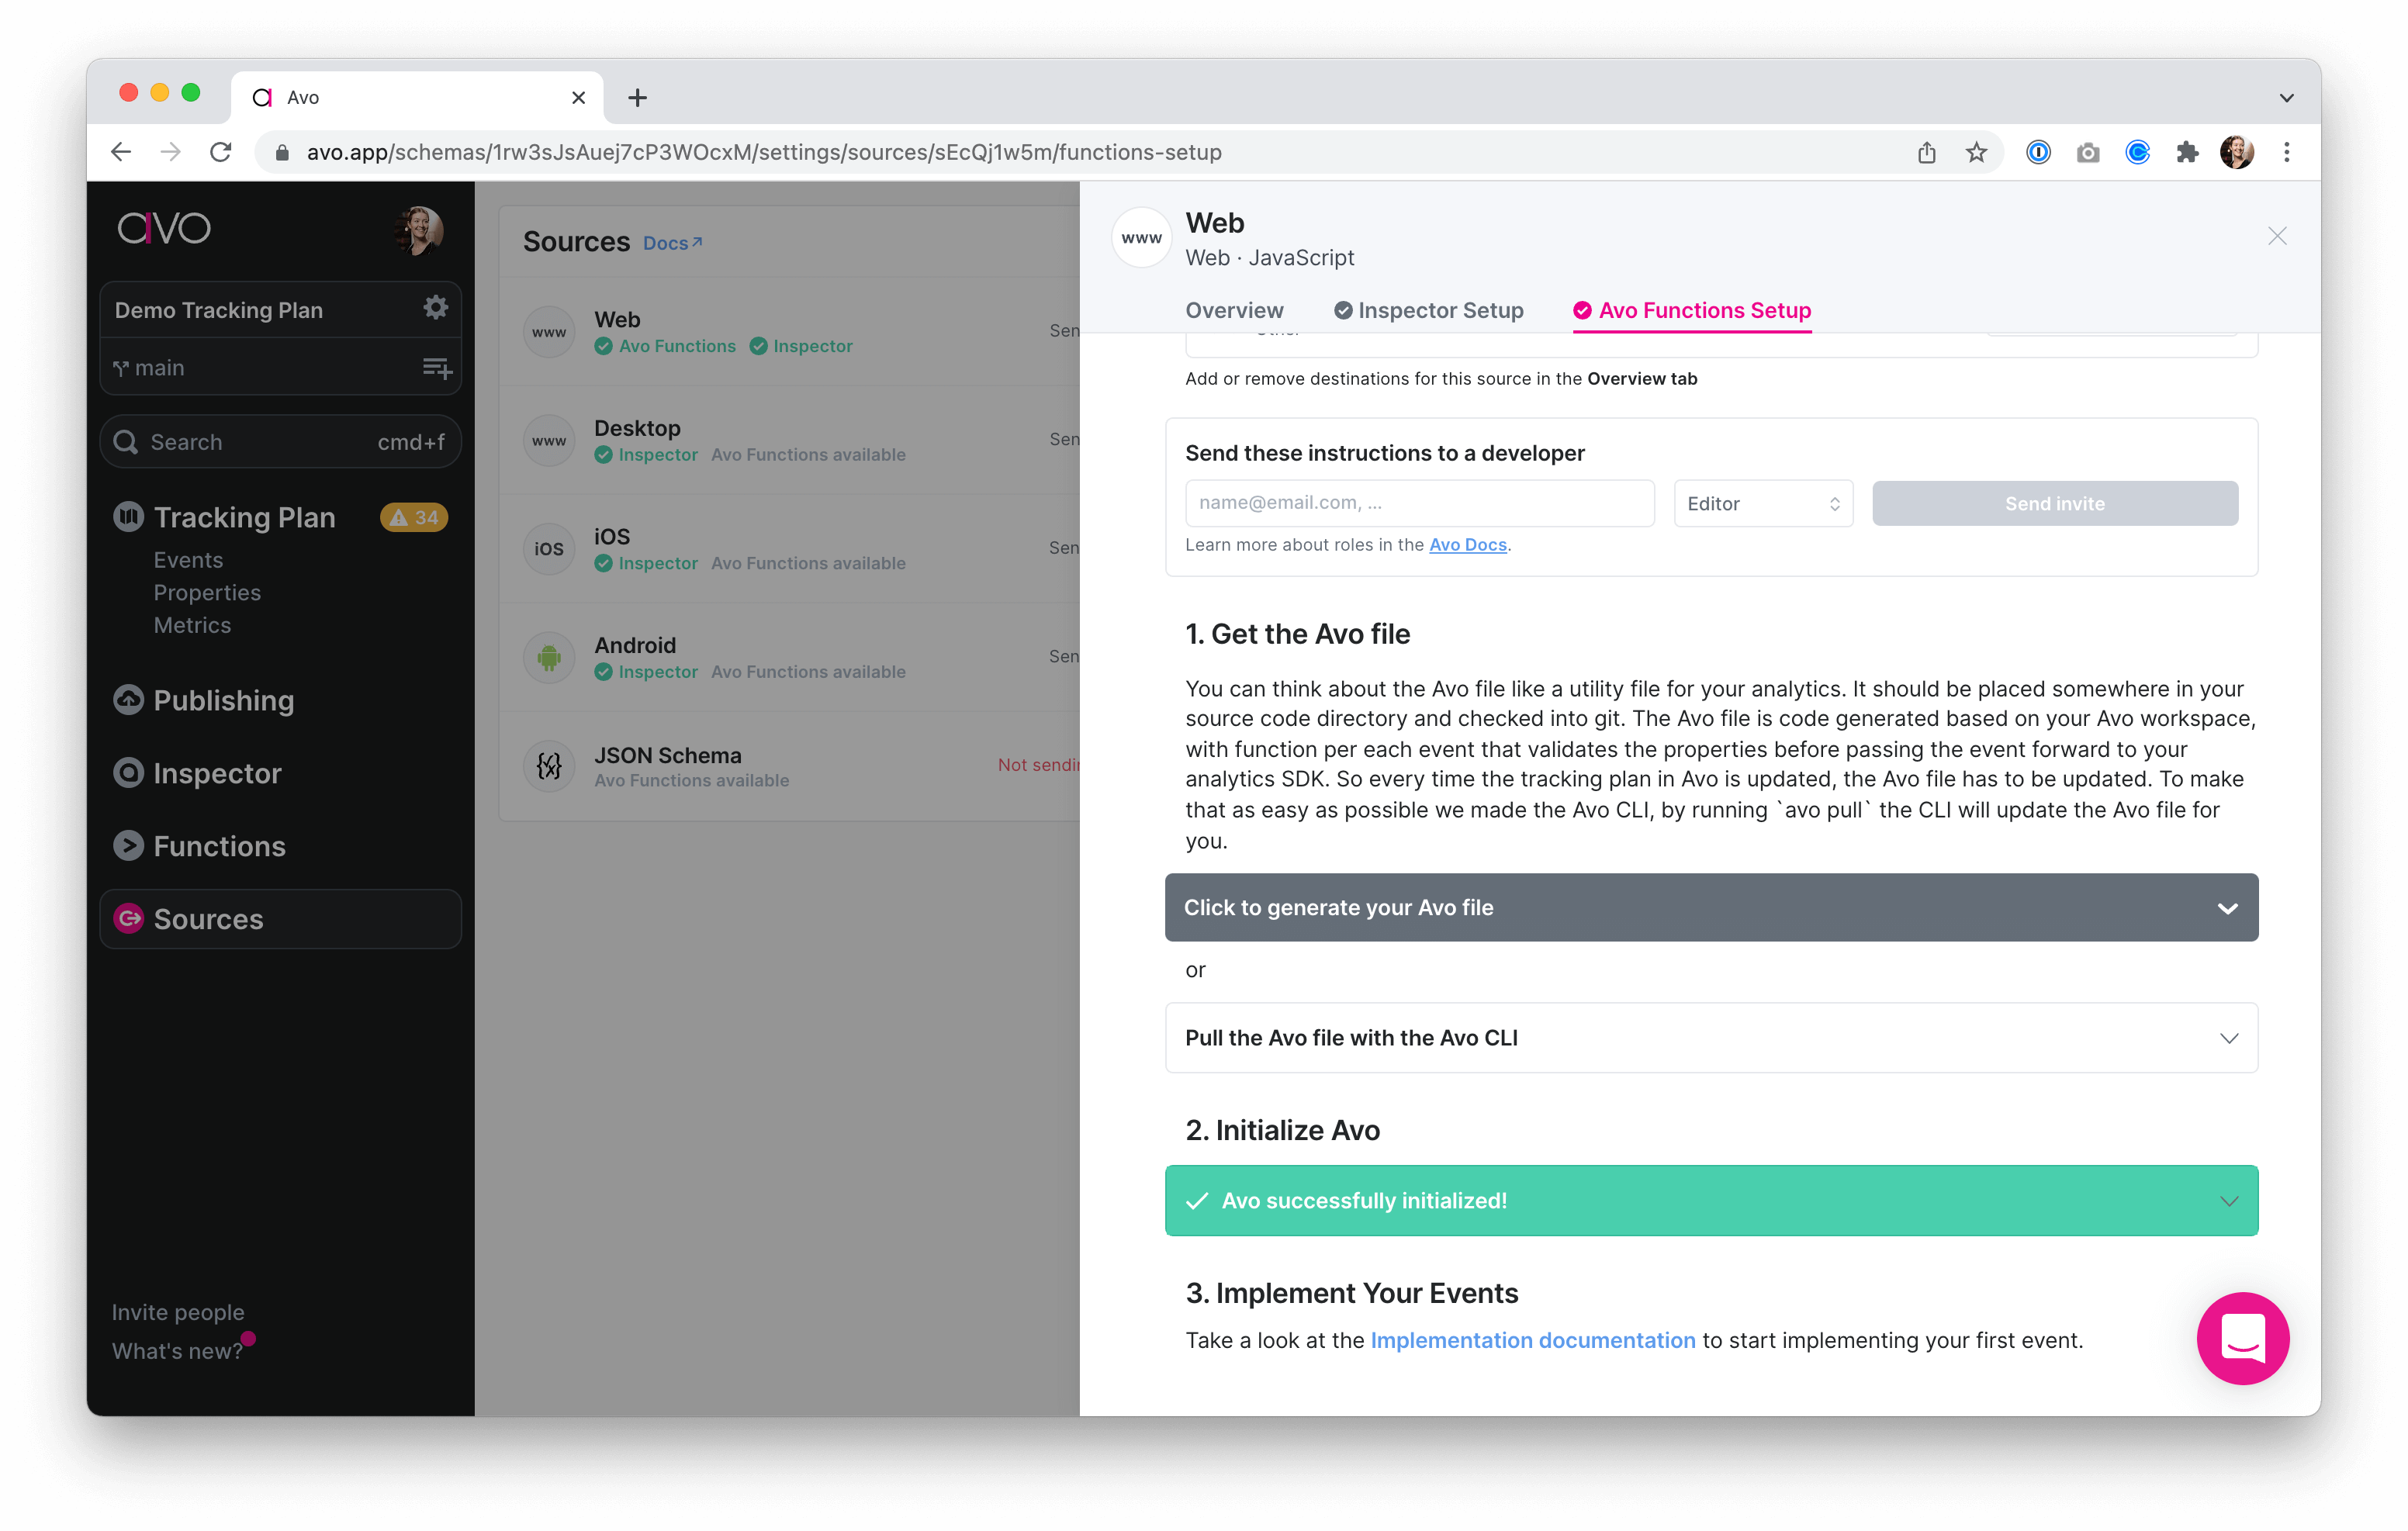 Avo
avo.app/schemas/1rw3sJsAuej7cP3WOcxM/settings/sources/sEcQj1w5m/functions-setup
avo
Demo Tracking Plan
main
Search cmd+f
Tracking Plan 34
Events
Properties
Metrics
Publishing
Inspector
Functions
Sources
Invite people
What's new?
Sources Docs
www
Web
Avo Functions Inspector
Sen
www
Desktop
Inspector Avo Functions available
Sen
iOS
iOS
Inspector Avo Functions available
Sen
Android
Inspector Avo Functions available
Sen
JSON Schema
Avo Functions available
Not sendin
www
Web
Web · JavaScript
Overview Inspector Setup Avo Functions Setup
Other
Add or remove destinations for this source in the Overview tab
Send these instructions to a developer
name@email.com, ... Editor Send invite
Learn more about roles in the Avo Docs.
1. Get the Avo file
You can think about the Avo file like a utility file for your analytics. It should be placed somewhere in your
source code directory and checked into git. The Avo file is code generated based on your Avo workspace,
with function per each event that validates the properties before passing the event forward to your
analytics SDK. So every time the tracking plan in Avo is updated, the Avo file has to be updated. To make
that as easy as possible we made the Avo CLI, by running `avo pull` the CLI will update the Avo file for
you.
Click to generate your Avo file
or
Pull the Avo file with the Avo CLI
2. Initialize Avo
Avo successfully initialized!
3. Implement Your Events
Take a look at the Implementation documentation to start implementing your first event.